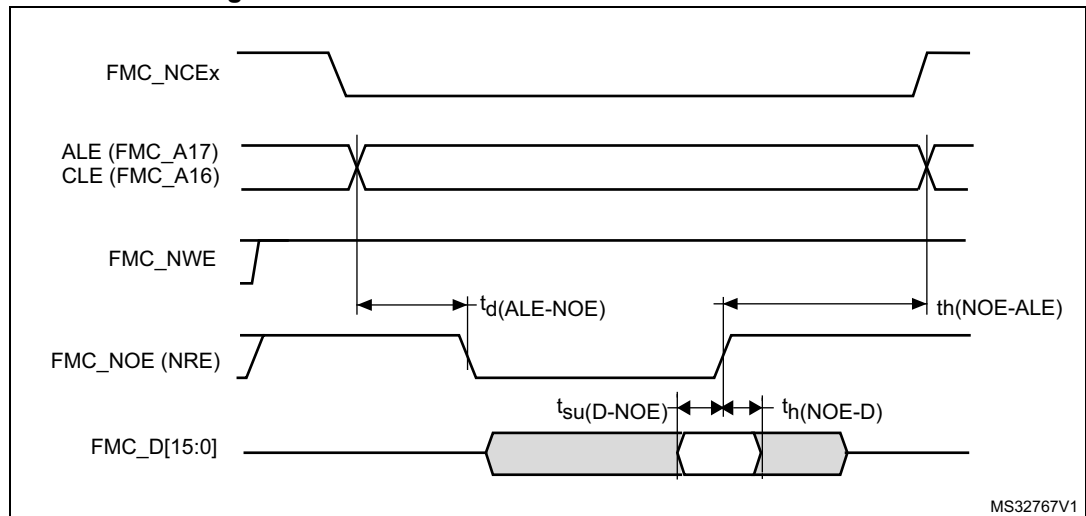 FMC_NCEx
ALE (FMC_A17)
CLE (FMC_A16)
FMC_NWE
td(ALE-NOE)
th(NOE-ALE)
FMC_NOE (NRE)
tsu(D-NOE)
th(NOE-D)
FMC_D[15:0]
MS32767V1